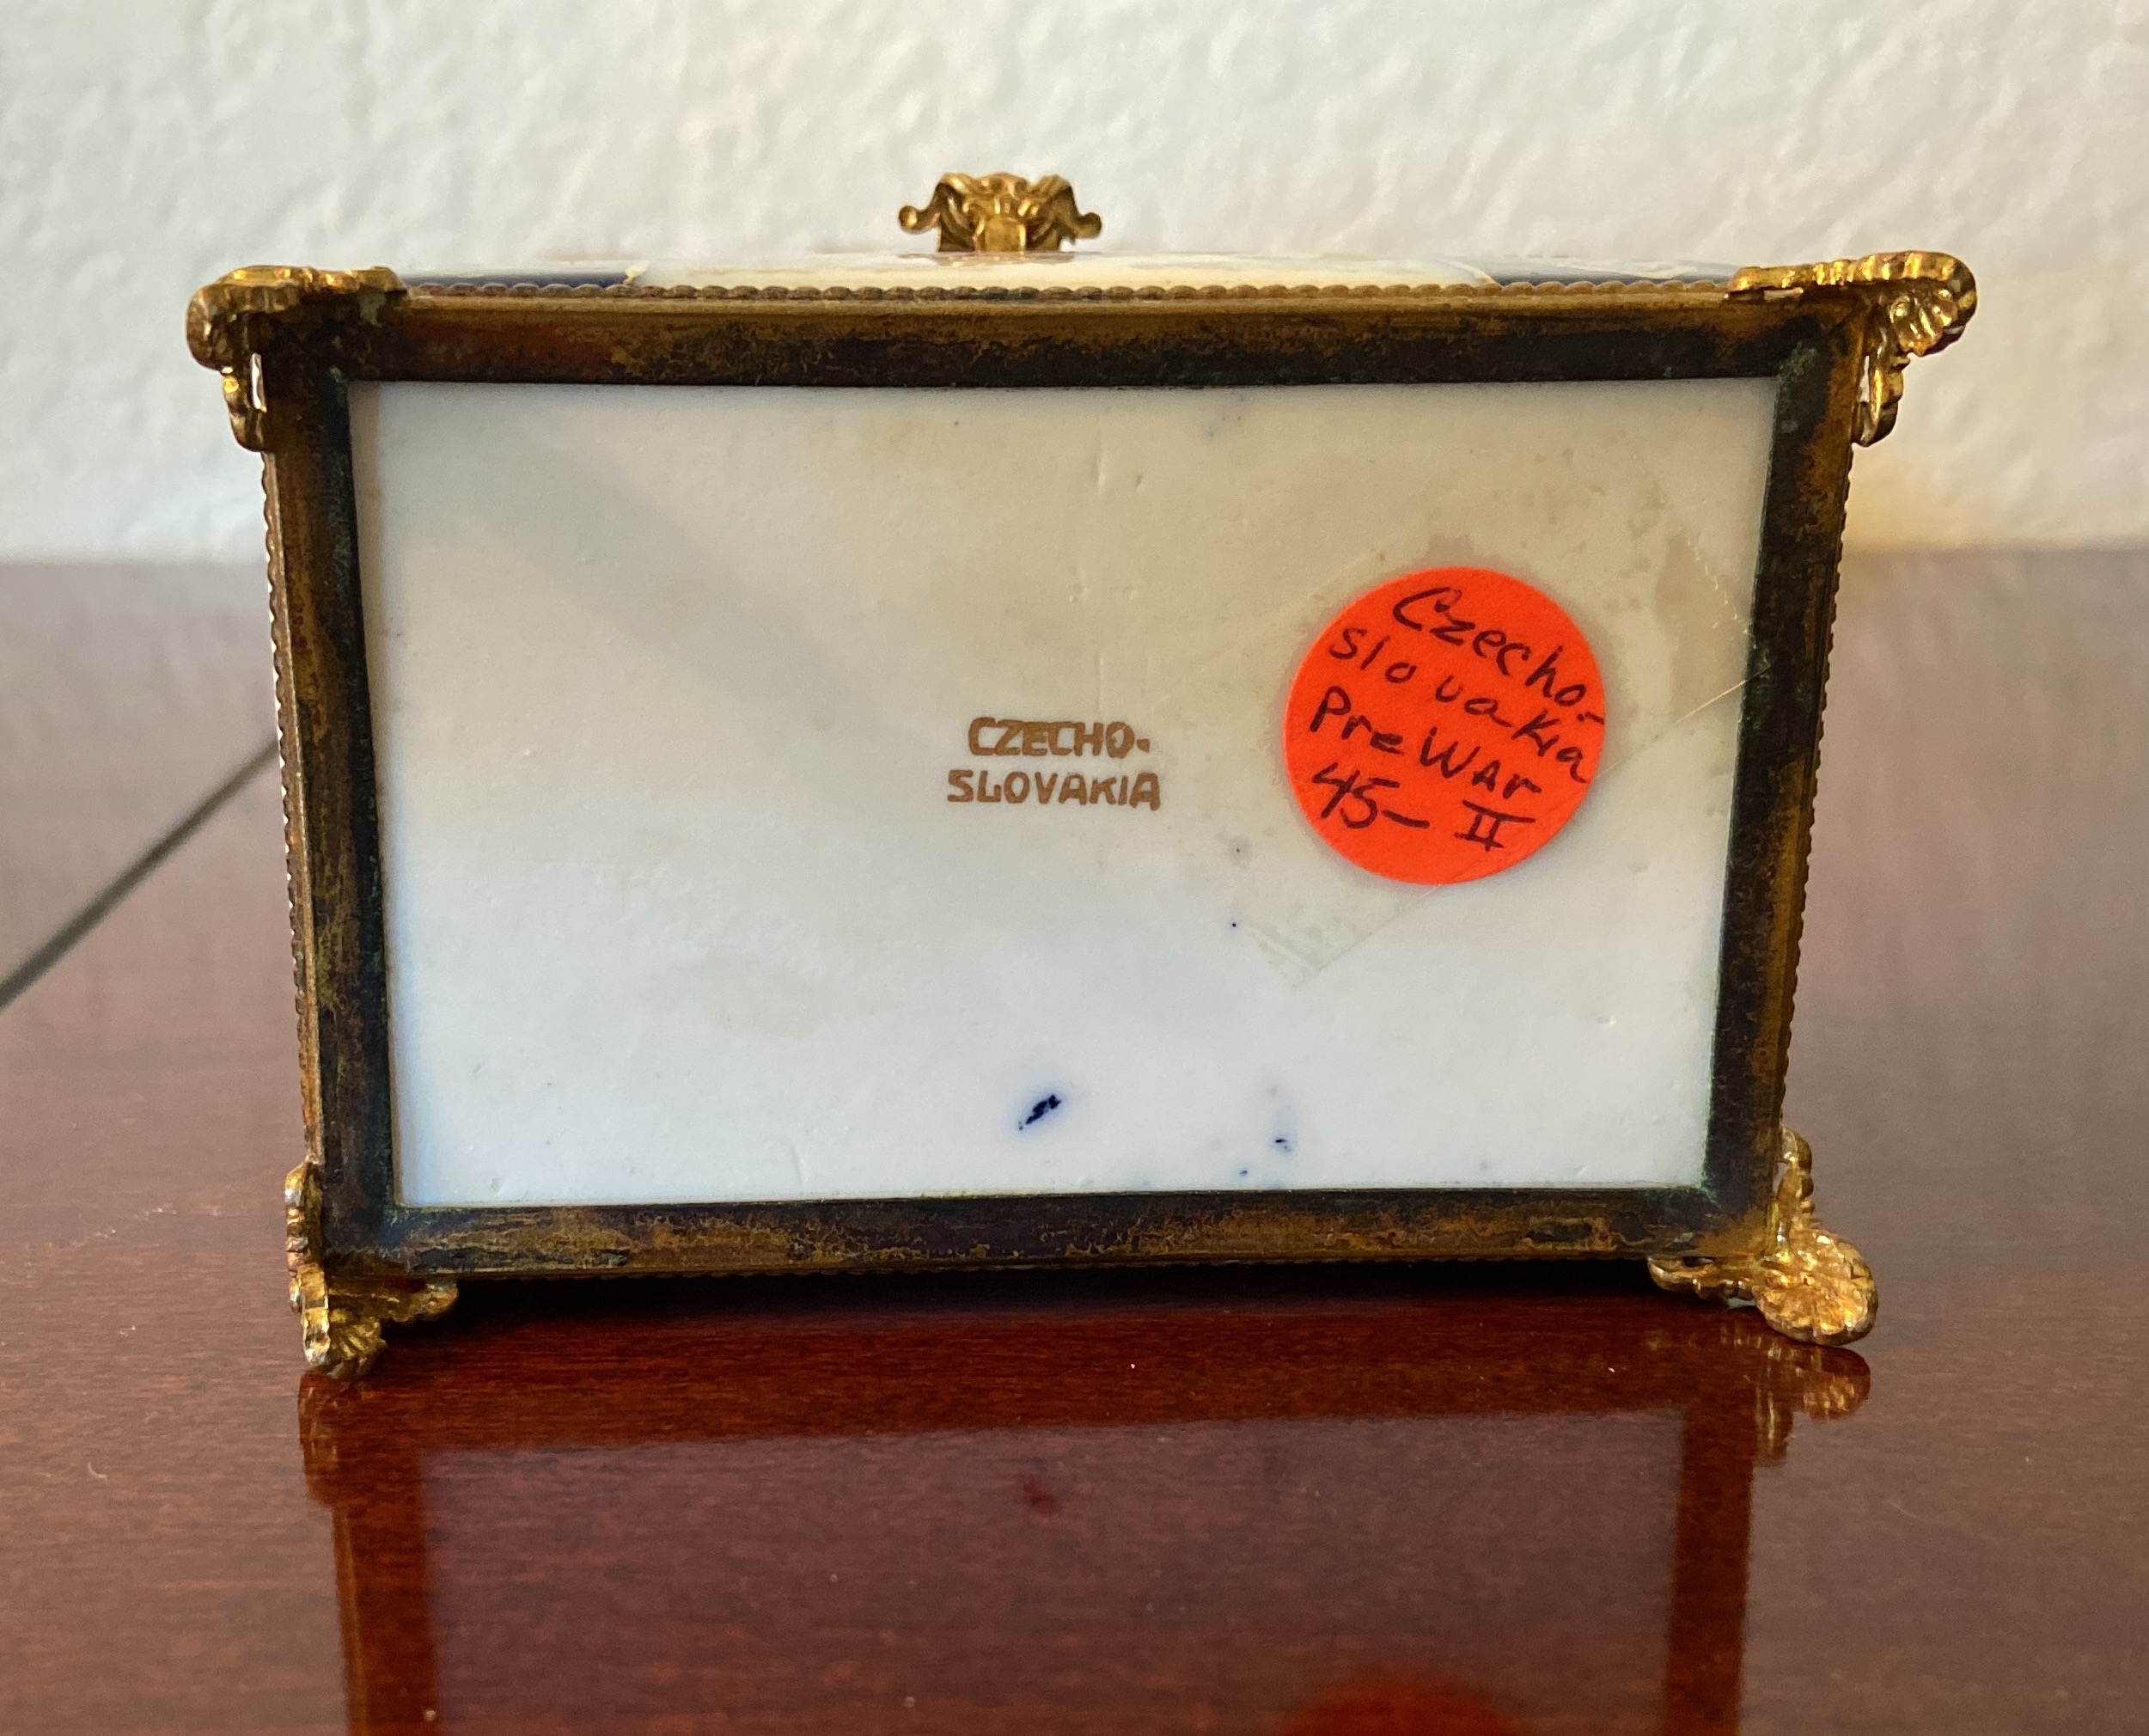 CZECHO-
SLOVAKIA
Czecho-
slovakia
PreWar
45- II